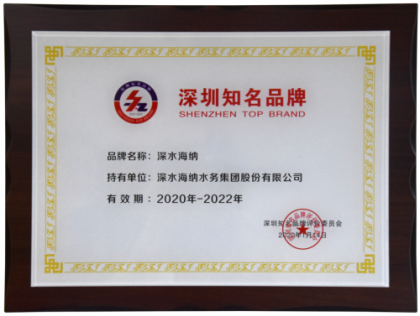 深圳知名品牌
SHENZHEN TOP BRAND
品牌名称：深水海纳
持有单位：深水海纳水务集团股份有限公司
有 效 期：2020年-2022年
深圳知名品牌评价委员会